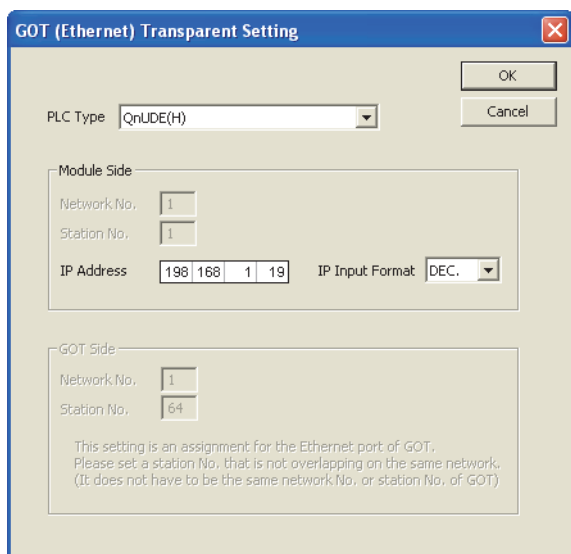 GOT (Ethernet) Transparent Setting
OK
PLC Type QnUDE(H)
Cancel
Module Side
Network No. 1
Station No. 1
IP Address 198 168 1 19 IP Input Format DEC.
GOT Side
Network No. 1
Station No. 64
This setting is an assignment for the Ethernet port of GOT.
Please set a station No. that is not overlapping on the same network.
(It does not have to be the same network No. or station No. of GOT)